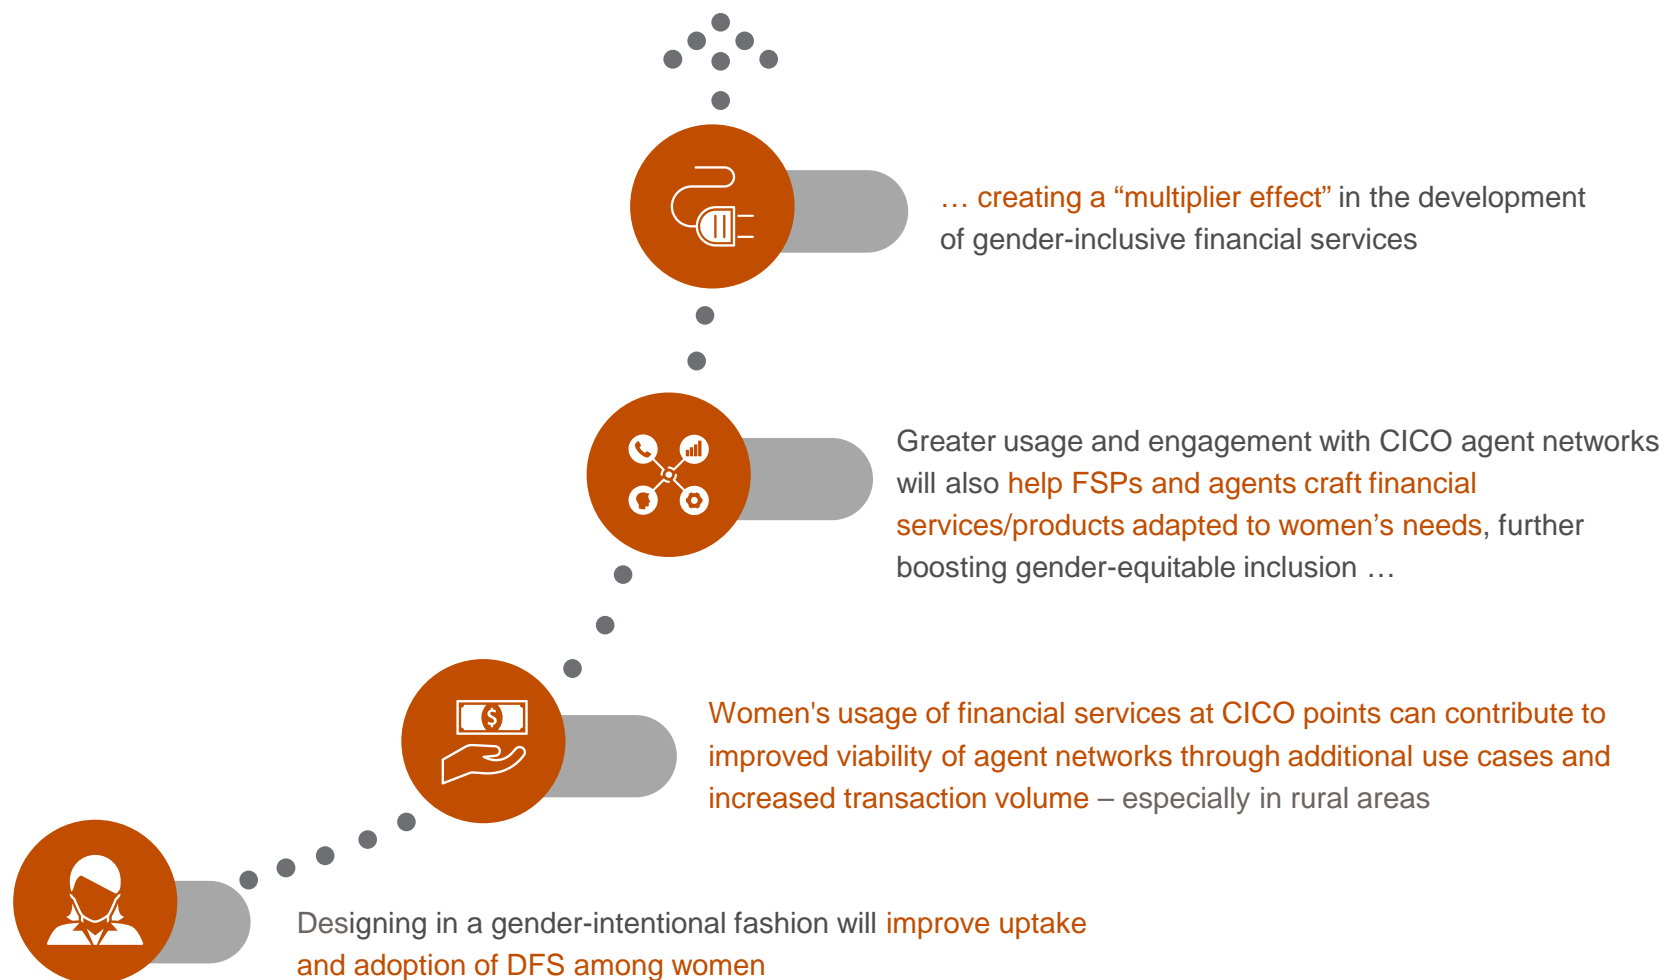 … creating a “multiplier effect” in the development
of gender-inclusive financial services
Greater usage and engagement with CICO agent networks
will also help FSPs and agents craft financial
services/products adapted to women’s needs, further
boosting gender-equitable inclusion …
$
Women's usage of financial services at CICO points can contribute to
improved viability of agent networks through additional use cases and
increased transaction volume – especially in rural areas
Designing in a gender-intentional fashion will improve uptake
and adoption of DFS among women